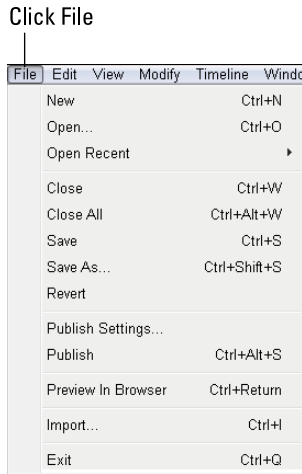 Click File
File Edit View Modify Timeline
New Ctrl+N
Open... Ctrl+O
Open Recent
Close Ctrl+W
Close All Ctrl+Alt+W
Save Ctrl+S
Save As... Ctrl+Shift+S
Revert
Publish Settings...
Publish Ctrl+Alt+S
Preview In Browser Ctrl+Return
Import... Ctrl+I
Exit Ctrl+Q